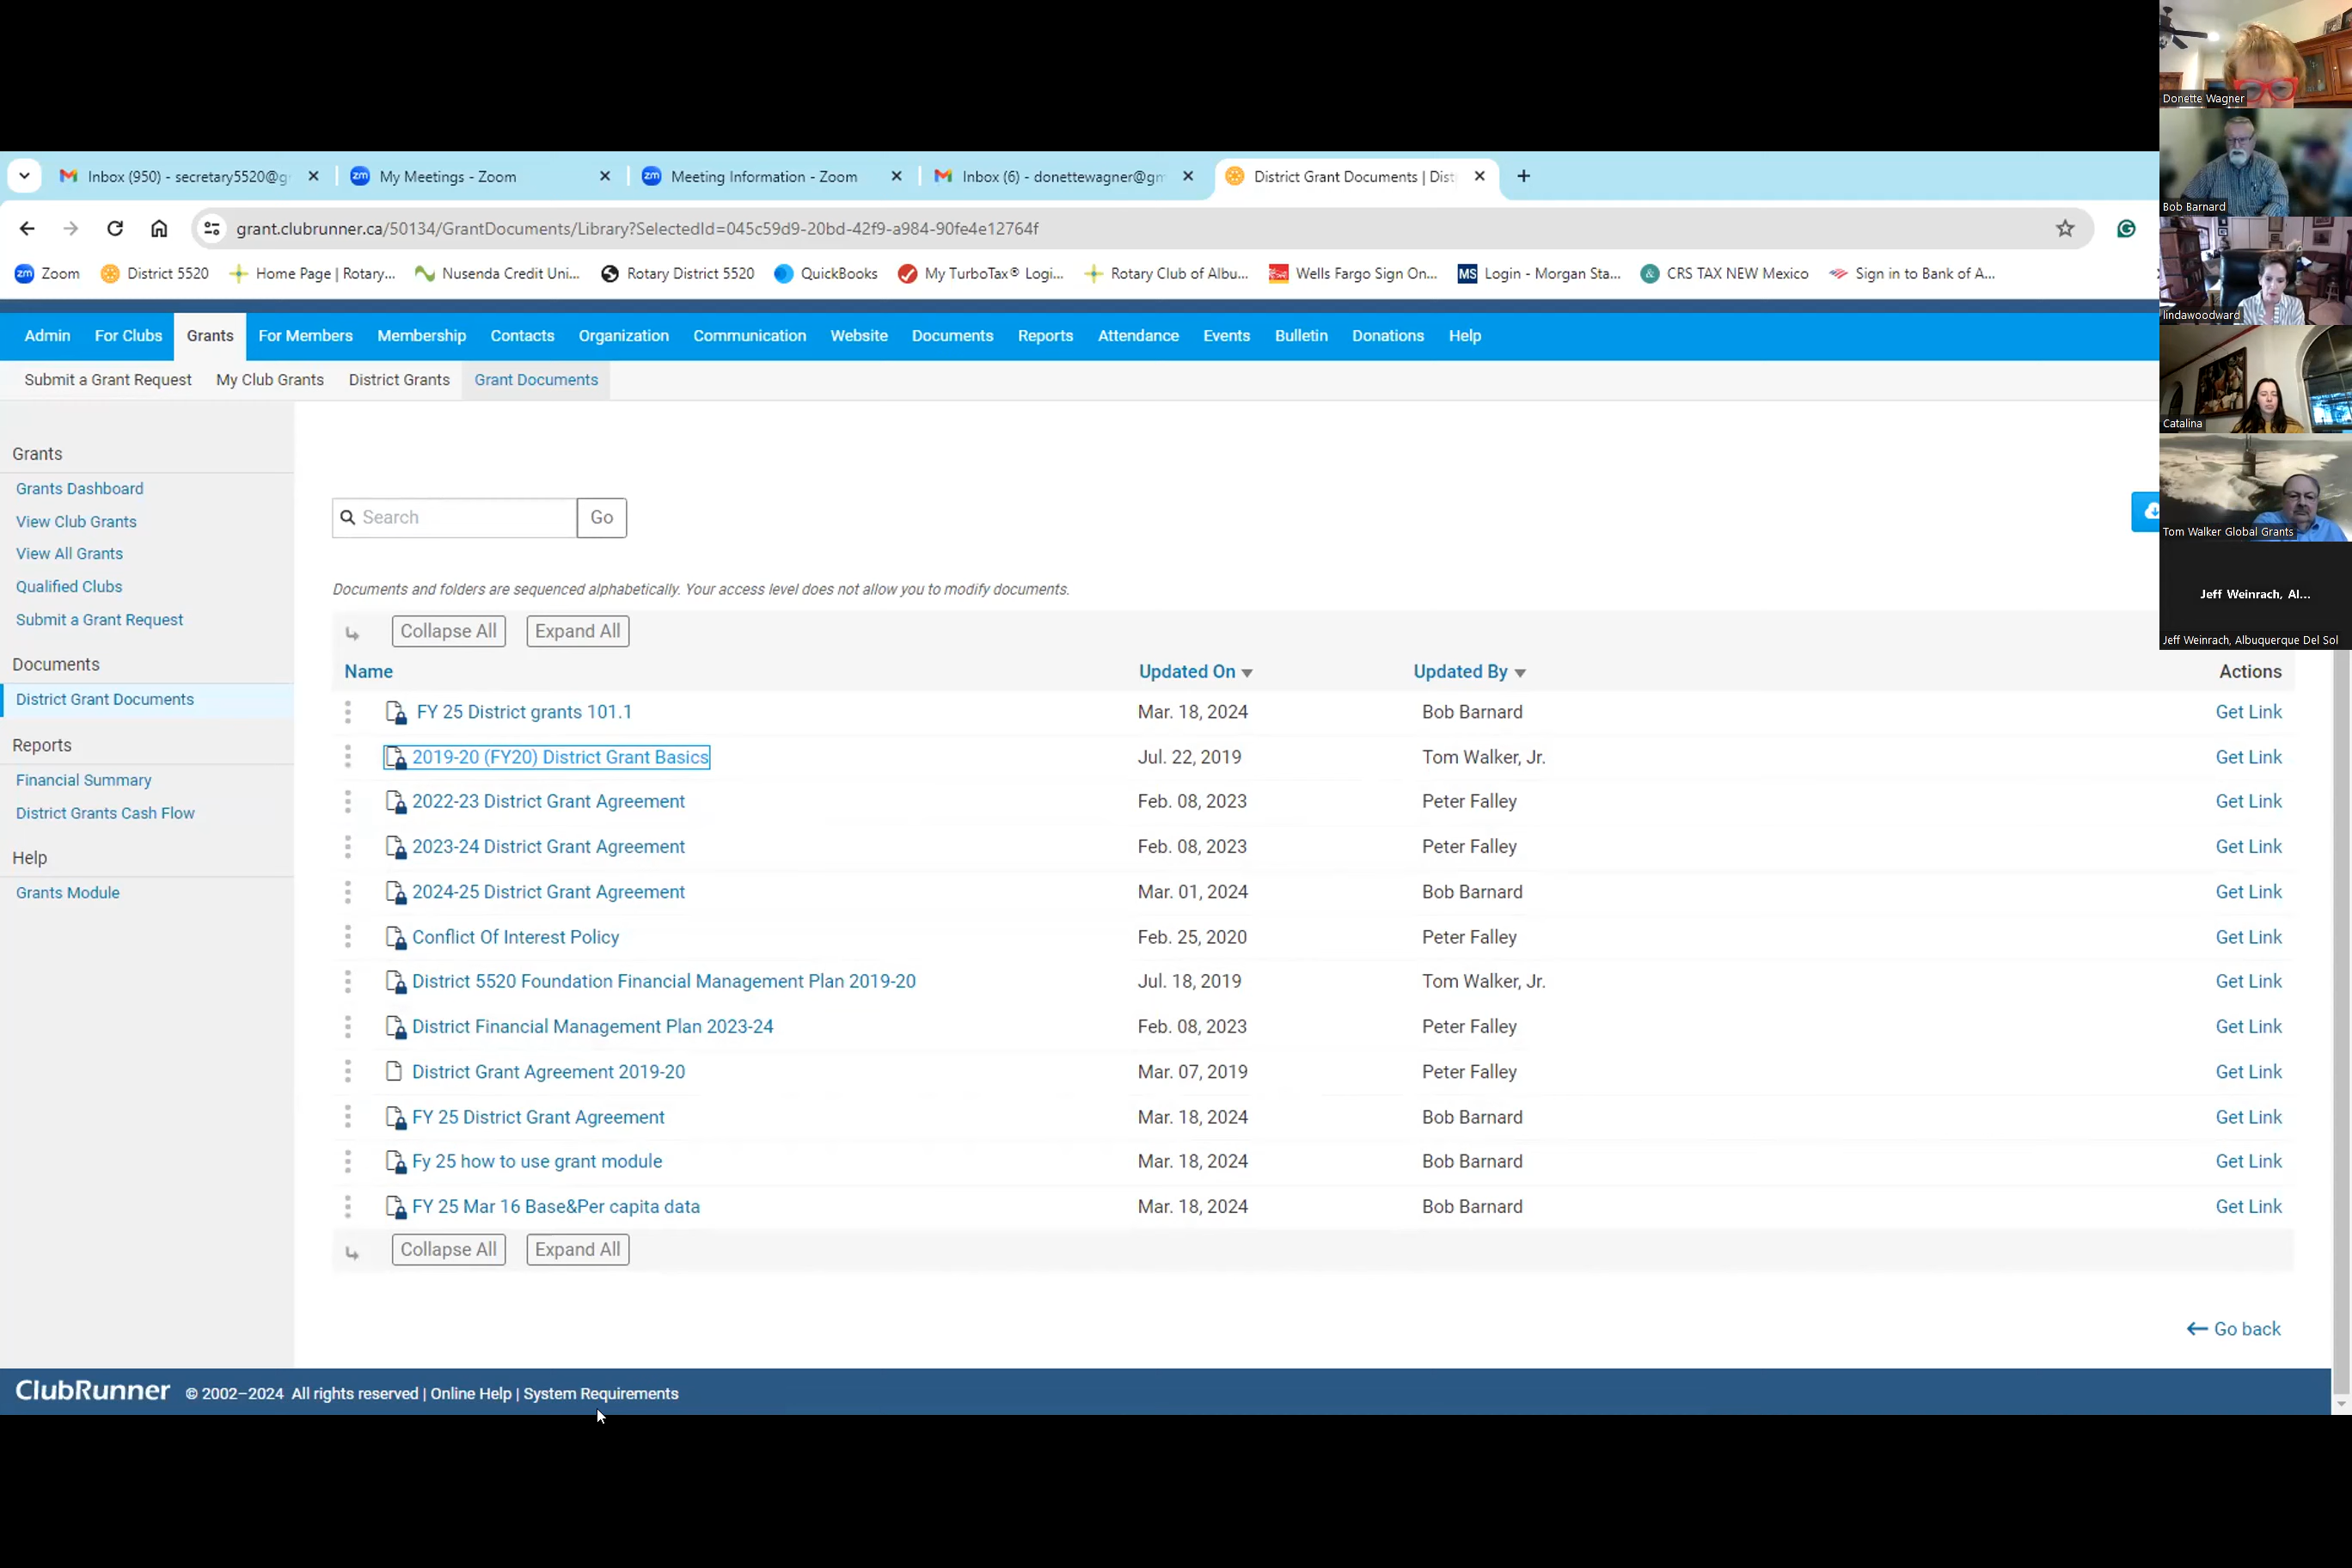 Inbox (950) - secretary5520@g
My Meetings - Zoom
Meeting Information - Zoom
Inbox (6) - donettewagner@gm
District Grant Documents | Dist
grant.clubrunner.ca/50134/GrantDocuments/Library?SelectedId=045c59d9-20bd-42f9-a984-90fe4e12764f
zm Zoom
District 5520
Home Page | Rotary...
Nusenda Credit Uni...
Rotary District 5520
QuickBooks
My TurboTax® Logi...
Rotary Club of Albu...
Wells Fargo Sign On...
MS Login - Morgan Sta...
CRS TAX NEW Mexico
Sign in to Bank of A...
Admin For Clubs Grants For Members Membership Contacts Organization Communication Website Documents Reports Attendance Events Bulletin Donations Help
Submit a Grant Request My Club Grants District Grants Grant Documents
Grants
Grants Dashboard
View Club Grants
View All Grants
Qualified Clubs
Submit a Grant Request
Documents
District Grant Documents
Reports
Financial Summary
District Grants Cash Flow
Help
Grants Module
Search Go
Documents and folders are sequenced alphabetically. Your access level does not allow you to modify documents.
Collapse All Expand All
Name Updated On Updated By Actions
FY 25 District grants 101.1 Mar. 18, 2024 Bob Barnard Get Link
2019-20 (FY20) District Grant Basics Jul. 22, 2019 Tom Walker, Jr. Get Link
2022-23 District Grant Agreement Feb. 08, 2023 Peter Falley Get Link
2023-24 District Grant Agreement Feb. 08, 2023 Peter Falley Get Link
2024-25 District Grant Agreement Mar. 01, 2024 Bob Barnard Get Link
Conflict Of Interest Policy Feb. 25, 2020 Peter Falley Get Link
District 5520 Foundation Financial Management Plan 2019-20 Jul. 18, 2019 Tom Walker, Jr. Get Link
District Financial Management Plan 2023-24 Feb. 08, 2023 Peter Falley Get Link
District Grant Agreement 2019-20 Mar. 07, 2019 Peter Falley Get Link
FY 25 District Grant Agreement Mar. 18, 2024 Bob Barnard Get Link
Fy 25 how to use grant module Mar. 18, 2024 Bob Barnard Get Link
FY 25 Mar 16 Base&Per capita data Mar. 18, 2024 Bob Barnard Get Link
Collapse All Expand All
Go back
ClubRunner © 2002–2024 All rights reserved | Online Help | System Requirements
Donette Wagner
Bob Barnard
lindawoodward
Catalina
Tom Walker Global Grants
Jeff Weinrach, Al...
Jeff Weinrach, Albuquerque Del Sol